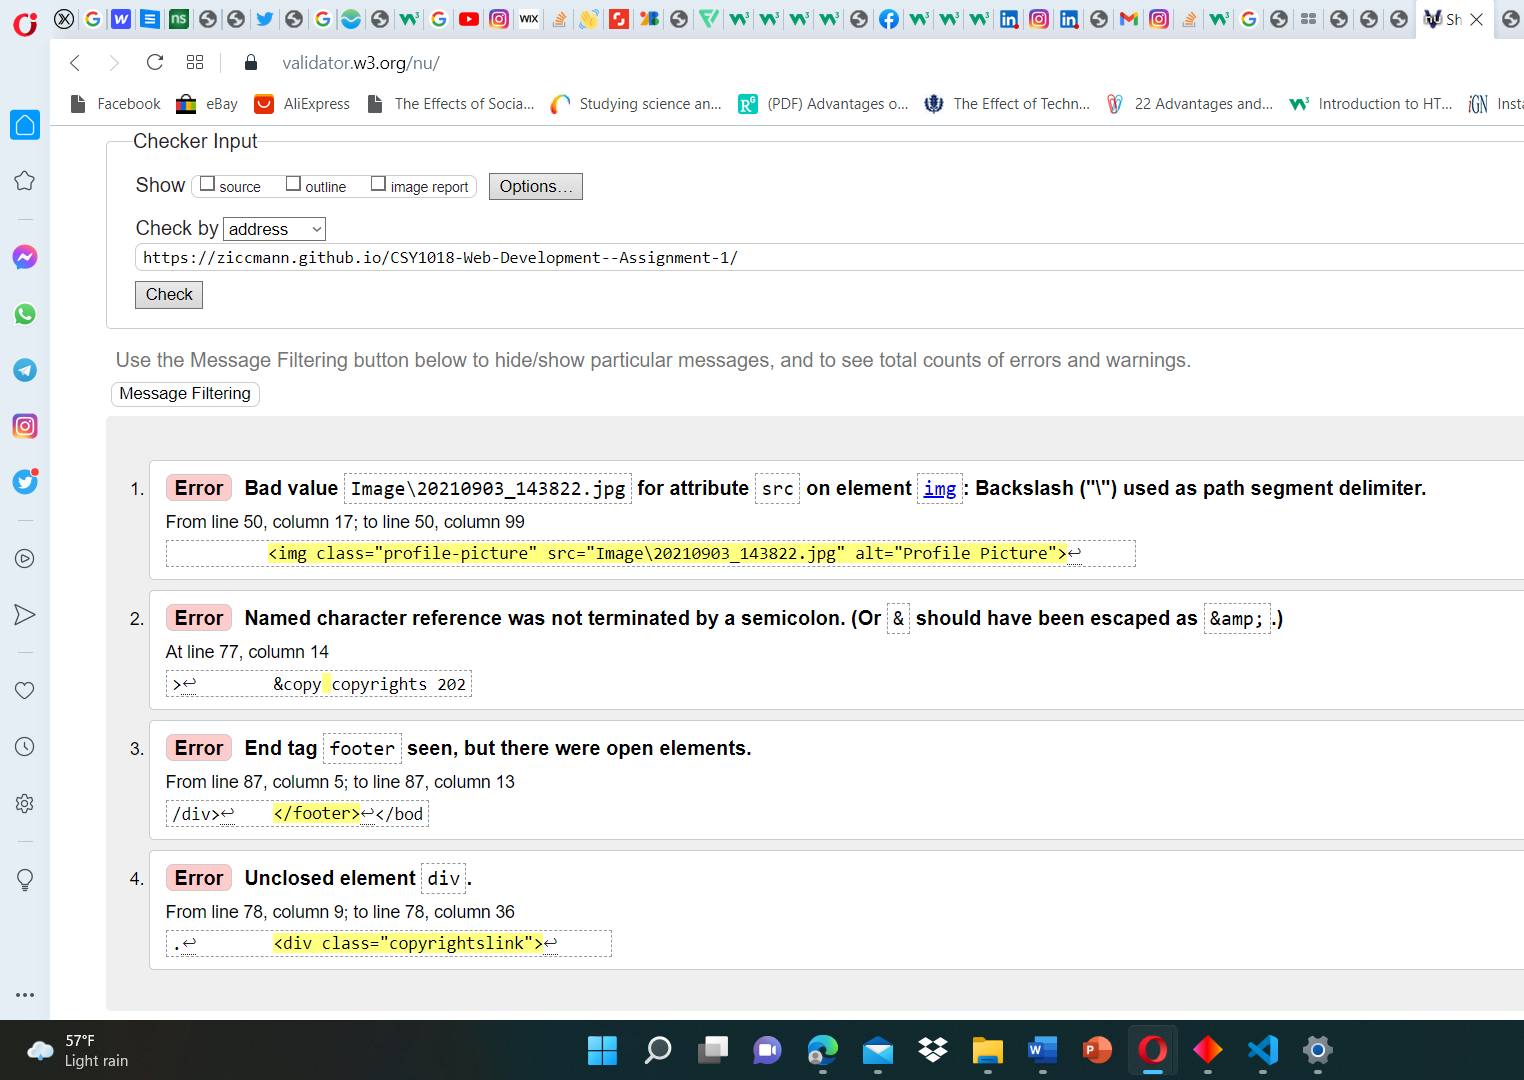 WIX
Sh
validator.w3.org/nu/
Facebook eBay AliExpress The Effects of Socia... Studying science an... (PDF) Advantages o... The Effect of Techn... 22 Advantages and... Introduction to HT... Insta
Checker Input
Show source outline image report Options...
Check by address
https://ziccmann.github.io/CSY1018-Web-Development--Assignment-1/
Check
Use the Message Filtering button below to hide/show particular messages, and to see total counts of errors and warnings.
Message Filtering
1. Error Bad value Image\20210903_143822.jpg for attribute src on element img: Backslash ("\") used as path segment delimiter.
From line 50, column 17; to line 50, column 99
<img class="profile-picture" src="Image\20210903_143822.jpg" alt="Profile Picture">↩
2. Error Named character reference was not terminated by a semicolon. (Or & should have been escaped as &amp;.)
At line 77, column 14
>↩ &copy copyrights 202
3. Error End tag footer seen, but there were open elements.
From line 87, column 5; to line 87, column 13
/div>↩ </footer>↩</bod
4. Error Unclosed element div.
From line 78, column 9; to line 78, column 36
.↩ <div class="copyrightslink">↩
57°F
Light rain